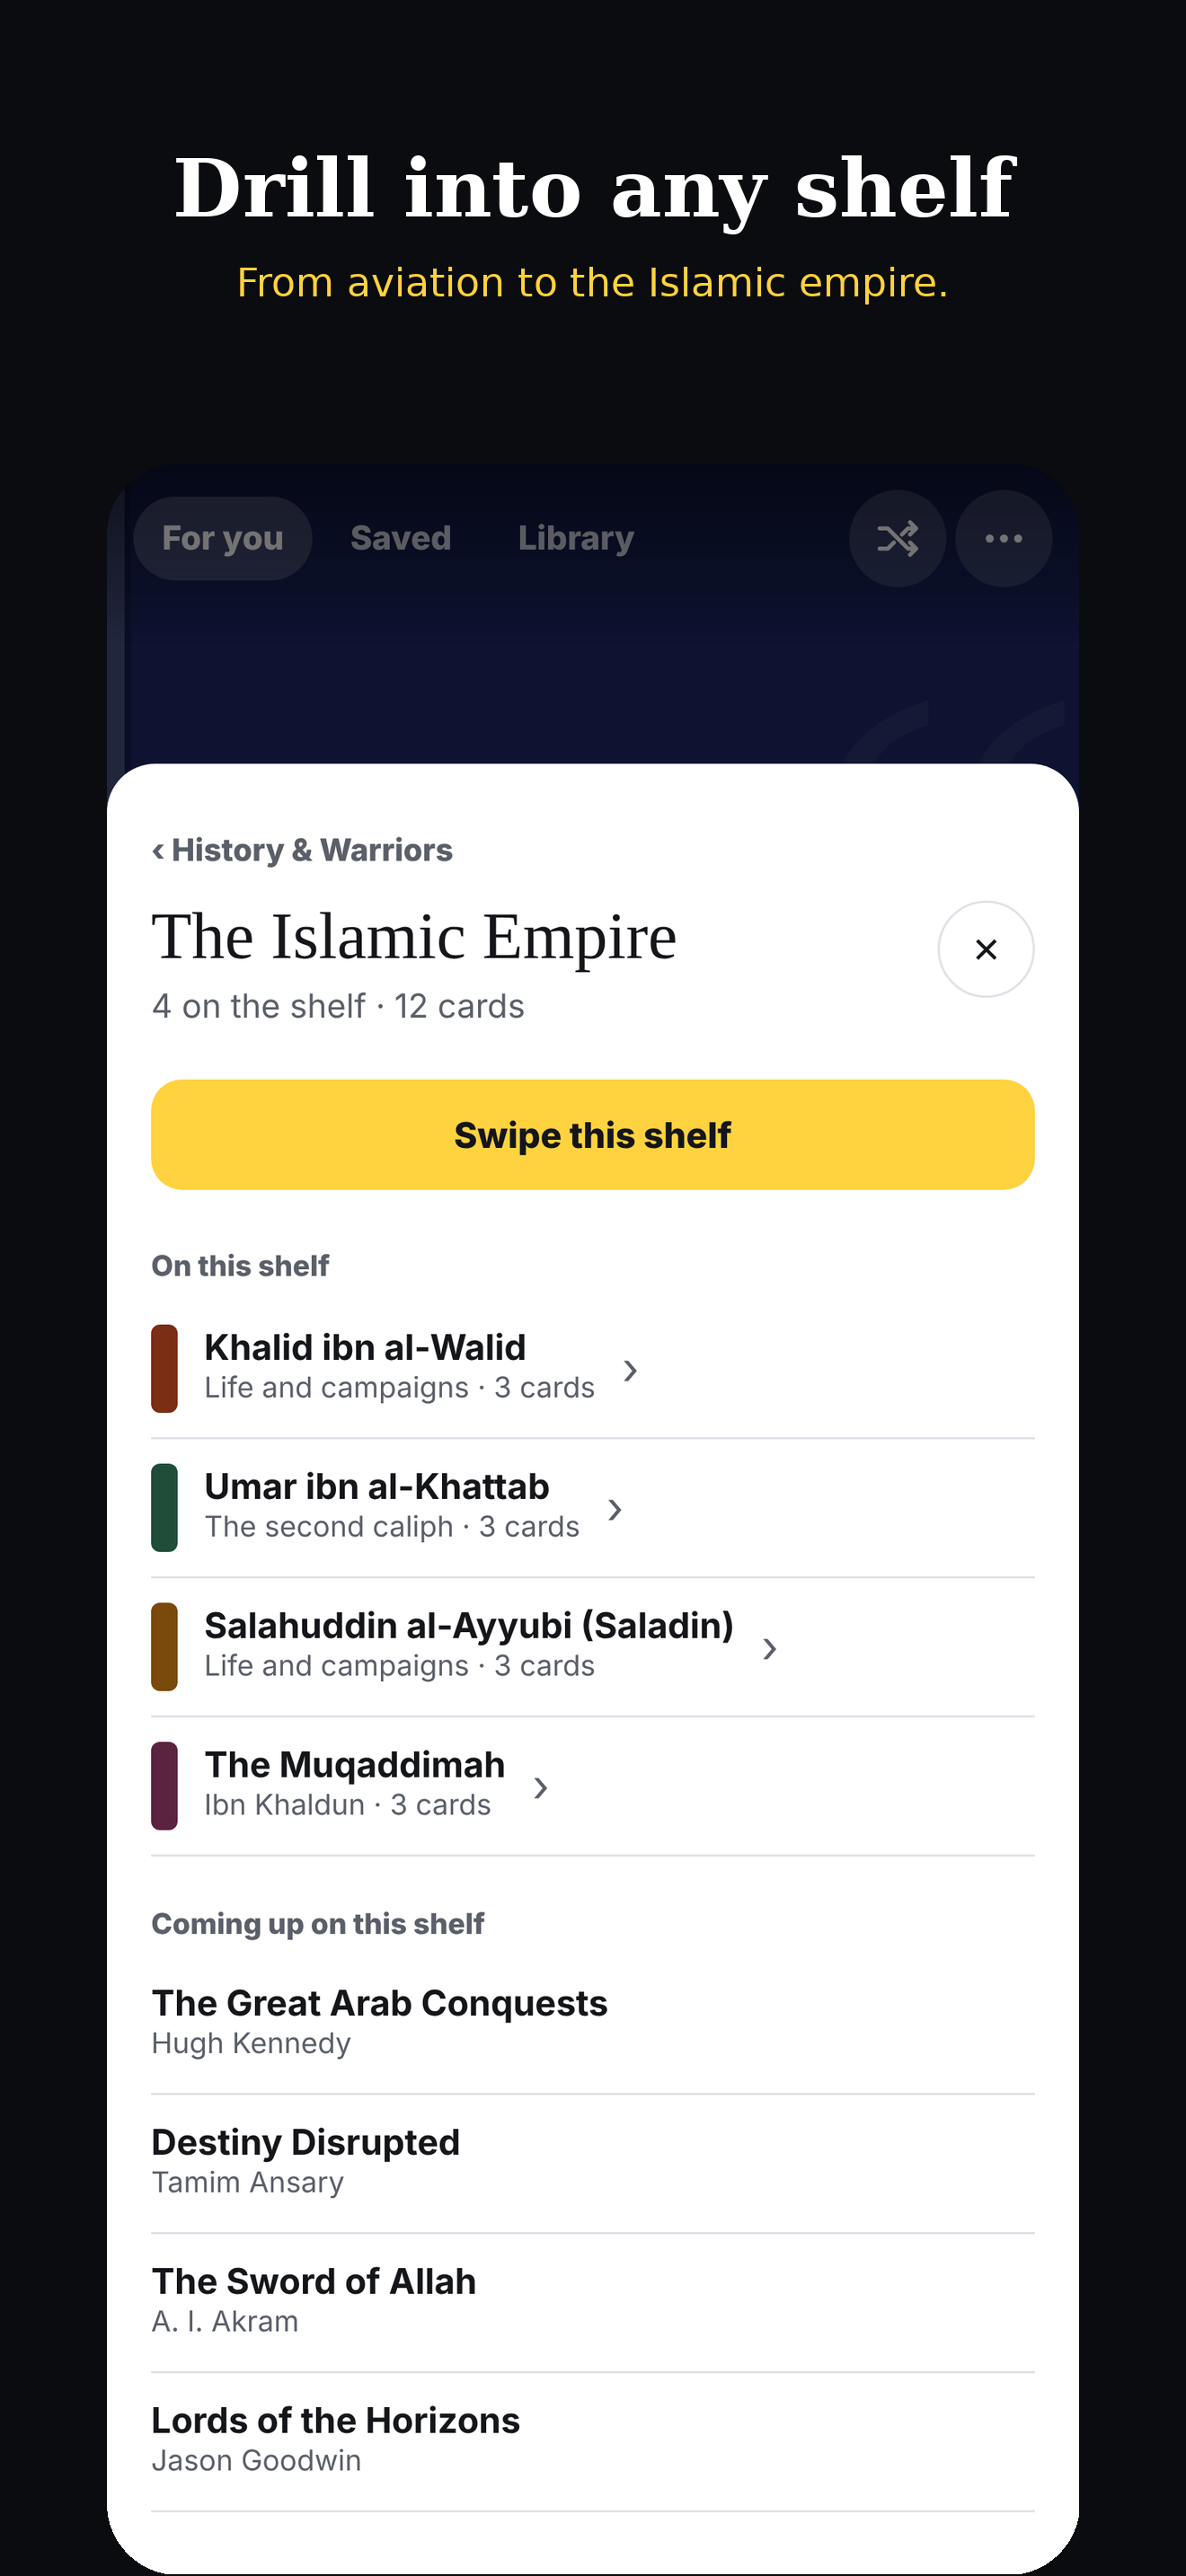 Drill into any shelf
From aviation to the Islamic empire.
For you Saved Library
‹ History & Warriors
The Islamic Empire
4 on the shelf · 12 cards
Swipe this shelf
On this shelf
Khalid ibn al-Walid
Life and campaigns · 3 cards
Umar ibn al-Khattab
The second caliph · 3 cards
Salahuddin al-Ayyubi (Saladin)
Life and campaigns · 3 cards
The Muqaddimah
Ibn Khaldun · 3 cards
Coming up on this shelf
The Great Arab Conquests
Hugh Kennedy
Destiny Disrupted
Tamim Ansary
The Sword of Allah
A. I. Akram
Lords of the Horizons
Jason Goodwin